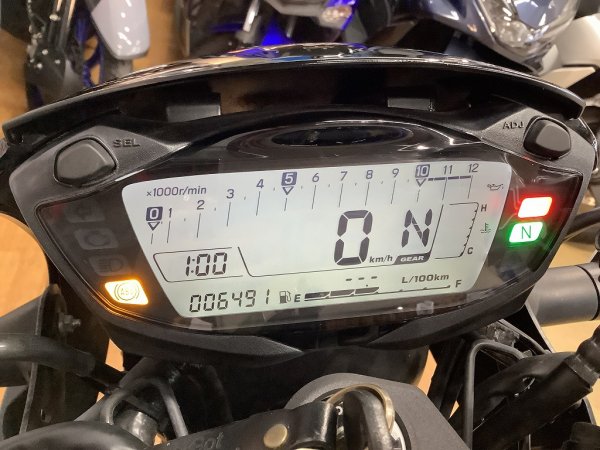 SEL
ADJ
0 1 2 3 4 5 6 7 8 9 10 11 12
×1000r/min
H
0 km/h
N
GEAR
N
C
1:00
--- L/100km
006491 E F